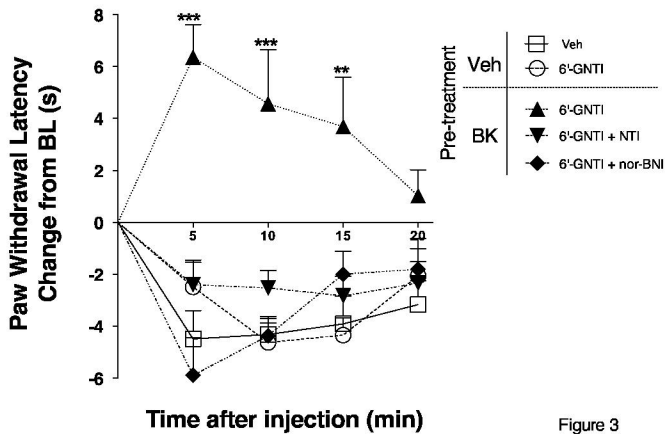 8
6
4
2
0
-2
-4
-6
Paw Withdrawal Latency
Change from BL (s)
***
***
**
5
10
15
20
Time after injection (min)
Pre-treatment
Veh
Veh
6'-GNTI
BK
6'-GNTI
6'-GNTI + NTI
6'-GNTI + nor-BNI
Figure 3